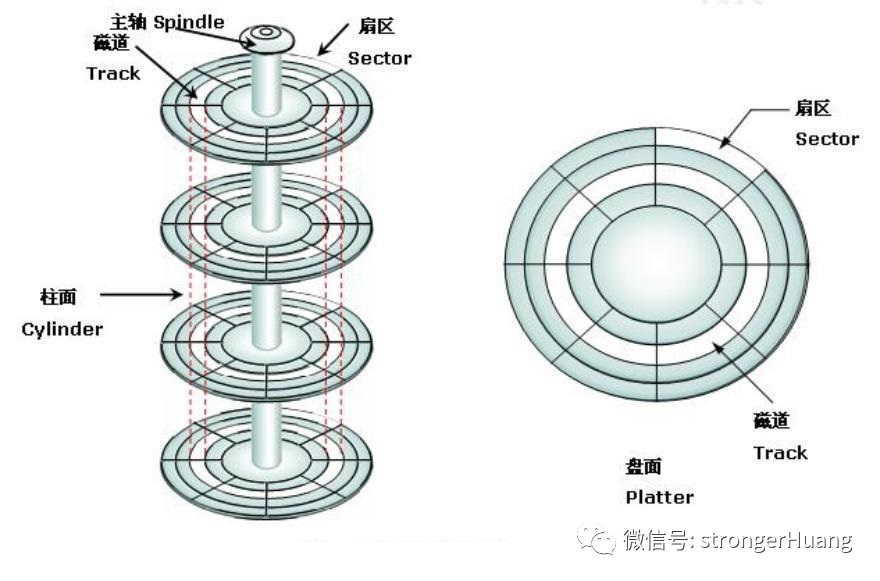 主轴 Spindle
磁道
Track
扇区
Sector
柱面
Cylinder
扇区
Sector
磁道
Track
盘面
Platter
微信号: strongerHuang